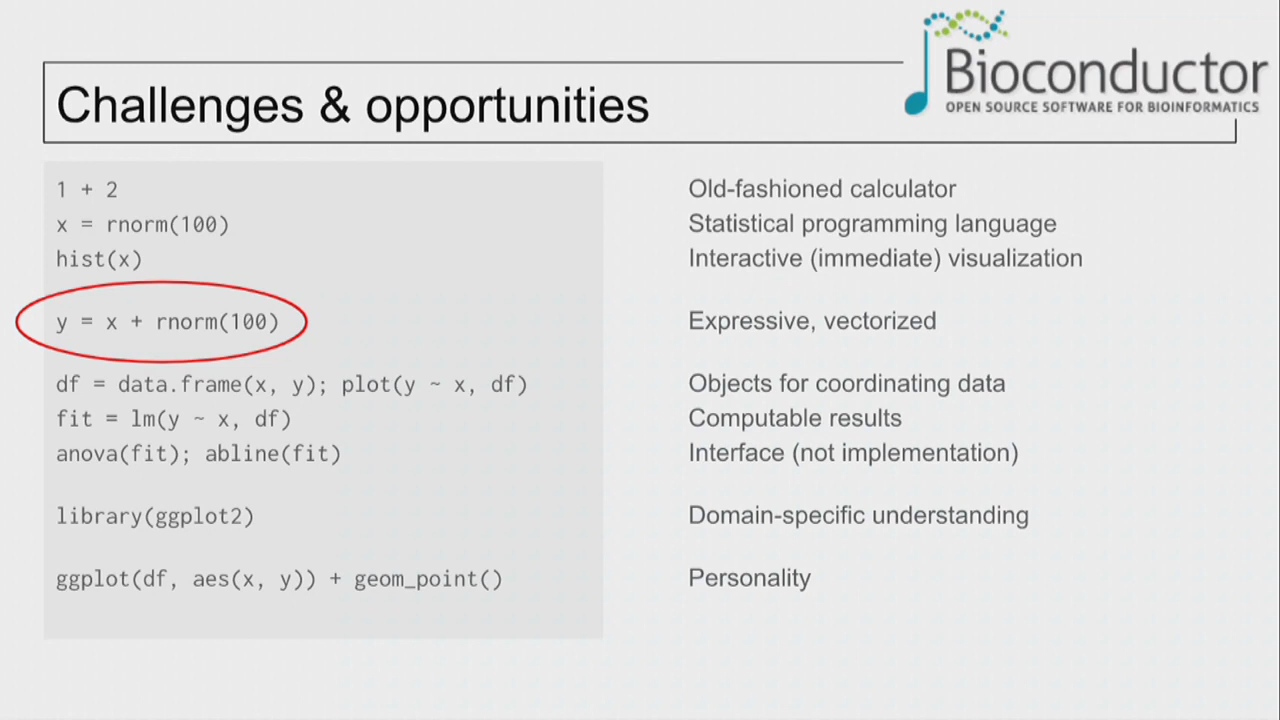 Bioconductor
OPEN SOURCE SOFTWARE FOR BIOINFORMATICS
Challenges & opportunities
1 + 2 Old-fashioned calculator
x = rnorm(100) Statistical programming language
hist(x) Interactive (immediate) visualization
y = x + rnorm(100) Expressive, vectorized
df = data.frame(x, y); plot(y ~ x, df) Objects for coordinating data
fit = lm(y ~ x, df) Computable results
anova(fit); abline(fit) Interface (not implementation)
library(ggplot2) Domain-specific understanding
ggplot(df, aes(x, y)) + geom_point() Personality